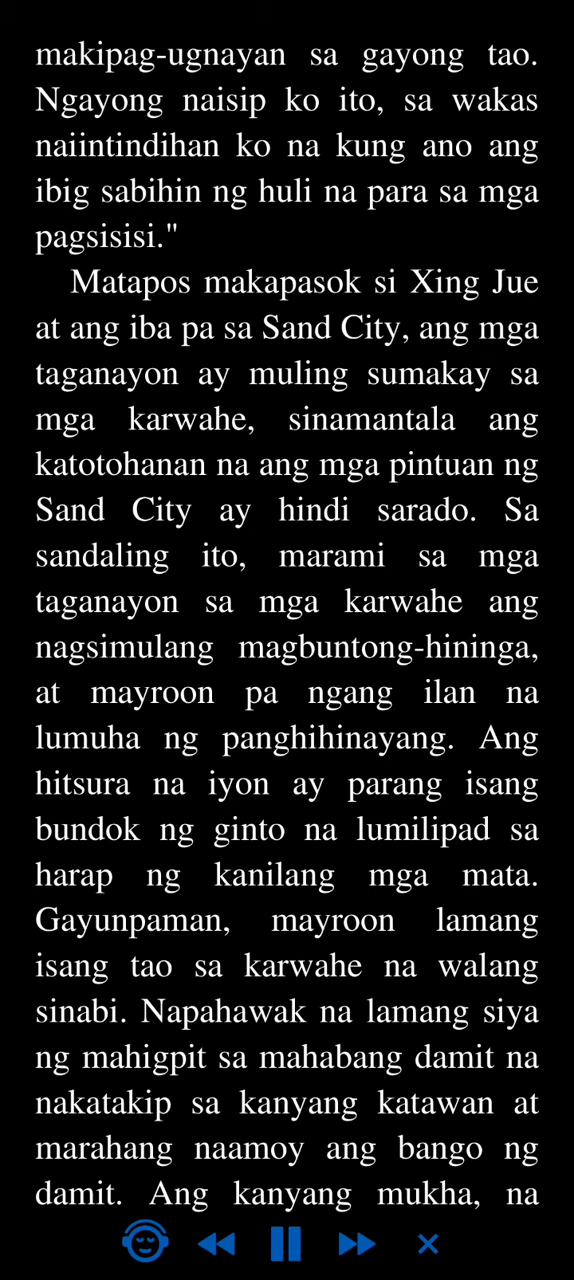 makipag-ugnayan sa gayong tao.
Ngayong naisip ko ito, sa wakas
naiintindihan ko na kung ano ang
ibig sabihin ng huli na para sa mga
pagsisisi."
Matapos makapasok si Xing Jue
at ang iba pa sa Sand City, ang mga
taganayon ay muling sumakay sa
mga karwahe, sinamantala ang
katotohanan na ang mga pintuan ng
Sand City ay hindi sarado. Sa
sandaling ito, marami sa mga
taganayon sa mga karwahe ang
nagsimulang magbuntong-hininga,
at mayroon pa ngang ilan na
lumuha ng panghihinayang. Ang
hitsura na iyon ay parang isang
bundok ng ginto na lumilipad sa
harap ng kanilang mga mata.
Gayunpaman, mayroon lamang
isang tao sa karwahe na walang
sinabi. Napahawak na lamang siya
ng mahigpit sa mahabang damit na
nakatakip sa kanyang katawan at
marahang naamoy ang bango ng
damit. Ang kanyang mukha, na